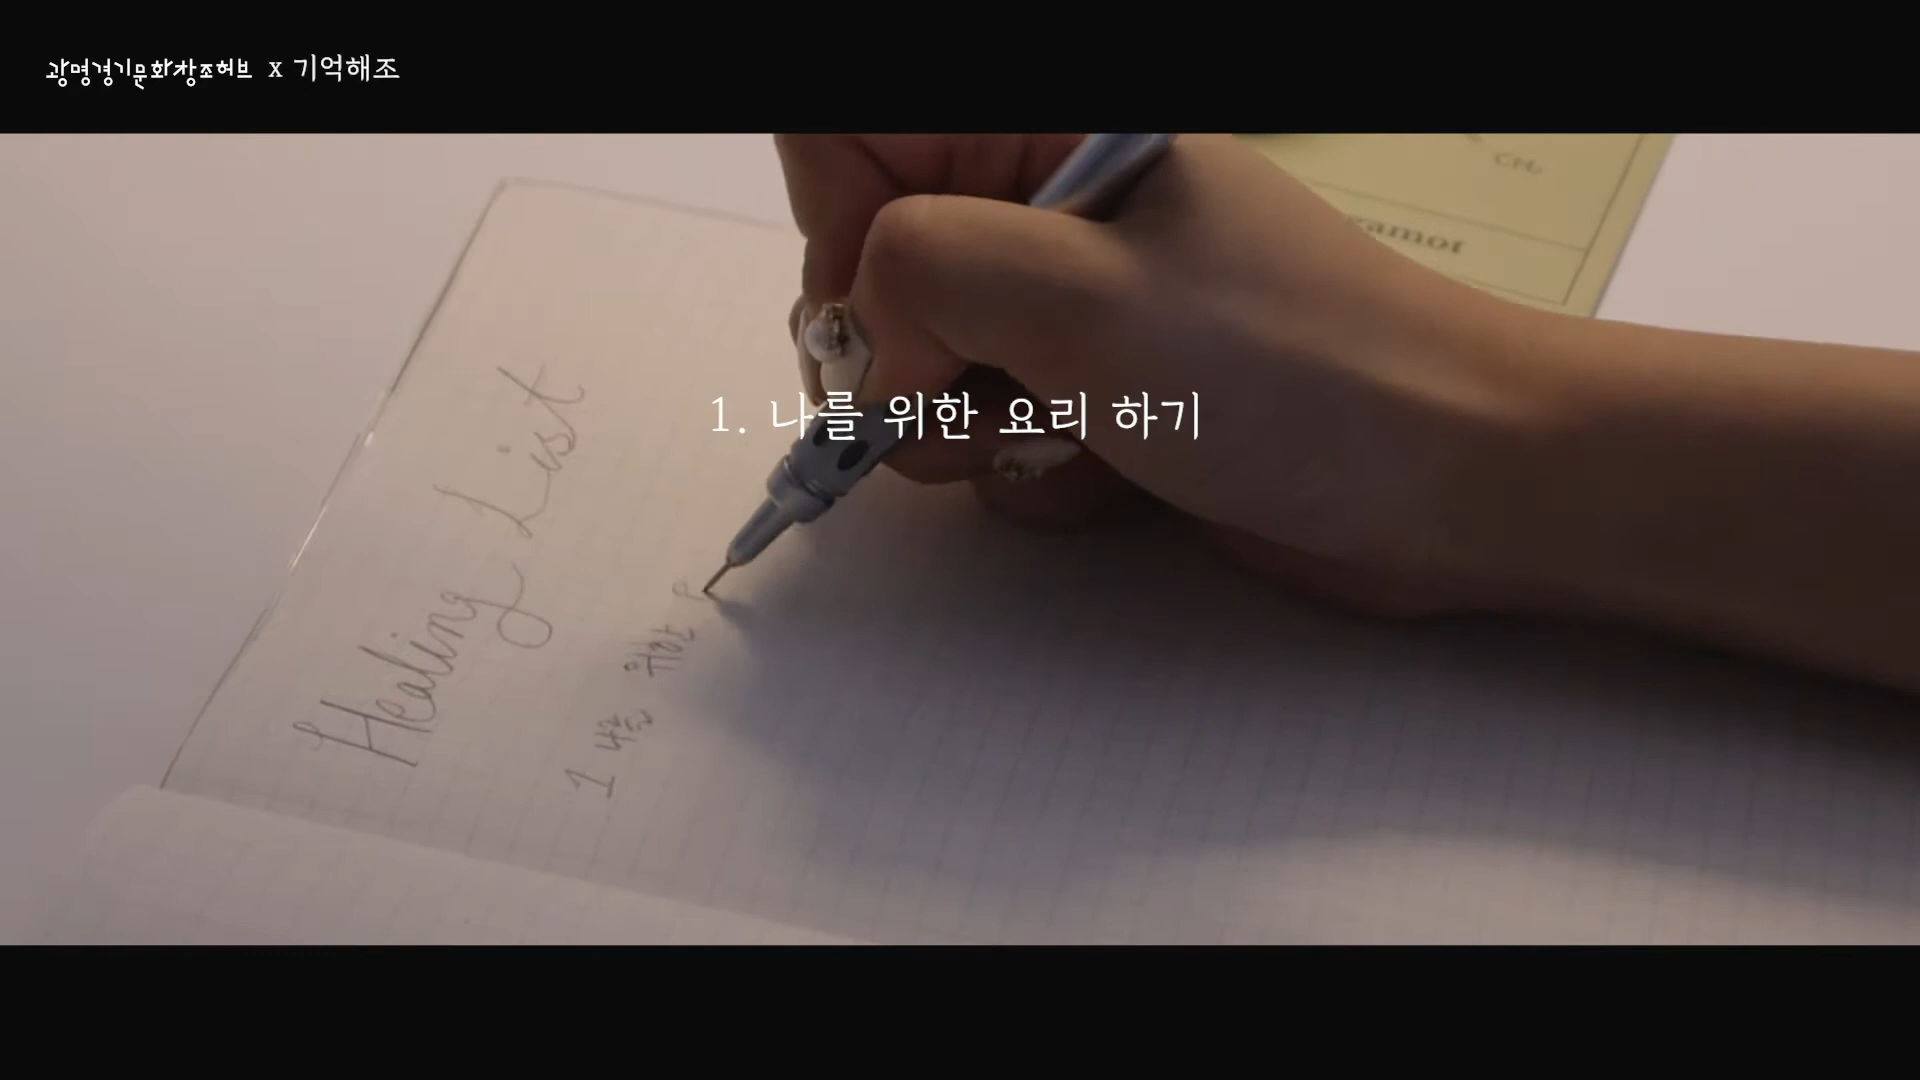 광명경기문화창조허브 x 기억해조
CH₃
1. 나를 위한 요리 하기
Healing List
1 나를 위한